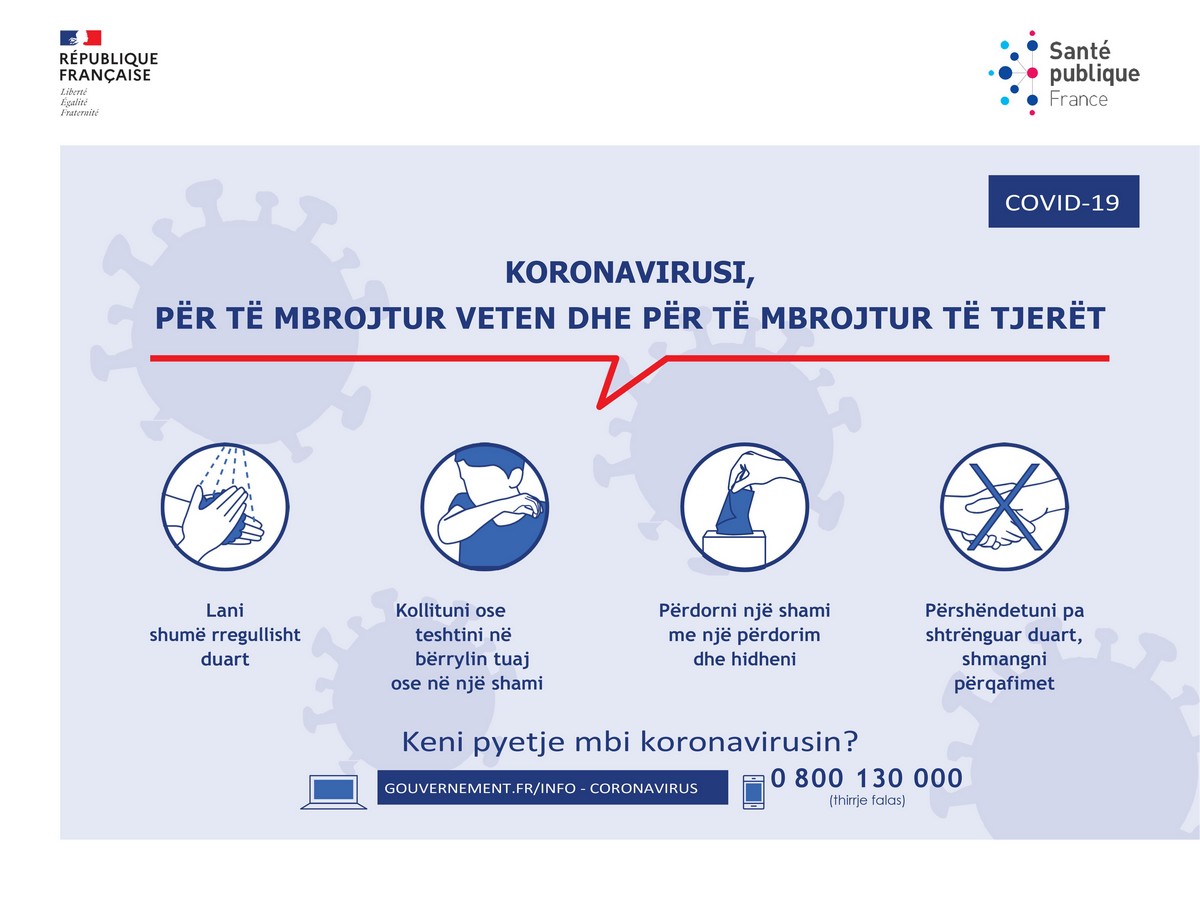 RÉPUBLIQUE
FRANÇAISE
Liberté
Égalité
Fraternité
Santé
publique
France
COVID-19
KORONAVIRUSI,
PËR TË MBROJTUR VETEN DHE PËR TË MBROJTUR TË TJERËT
Lani
shumë rregullisht
duart
Kollituni ose
teshtini në
bërrylin tuaj
ose në një shami
Përdorni një shami
me një përdorim
dhe hidheni
Përshëndetuni pa
shtrënguar duart,
shmangni
përqafimet
Keni pyetje mbi koronavirusin?
GOUVERNEMENT.FR/INFO - CORONAVIRUS
0 800 130 000
(thirrje falas)